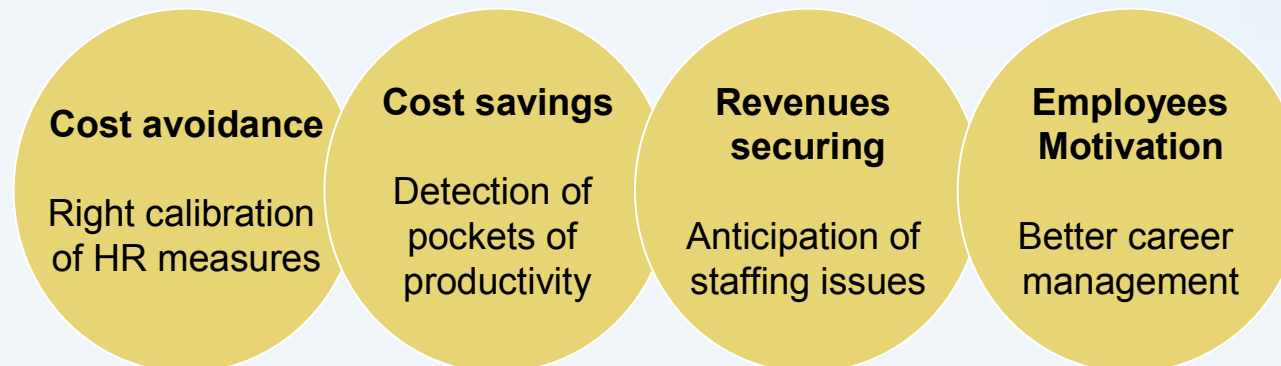 Cost avoidance
Right calibration
of HR measures
Cost savings
Detection of
pockets of
productivity
Revenues
securing
Anticipation of
staffing issues
Employees
Motivation
Better career
management